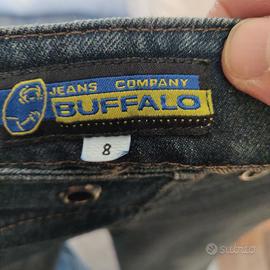 JEANS COMPANY
BUFFALO
8
subito